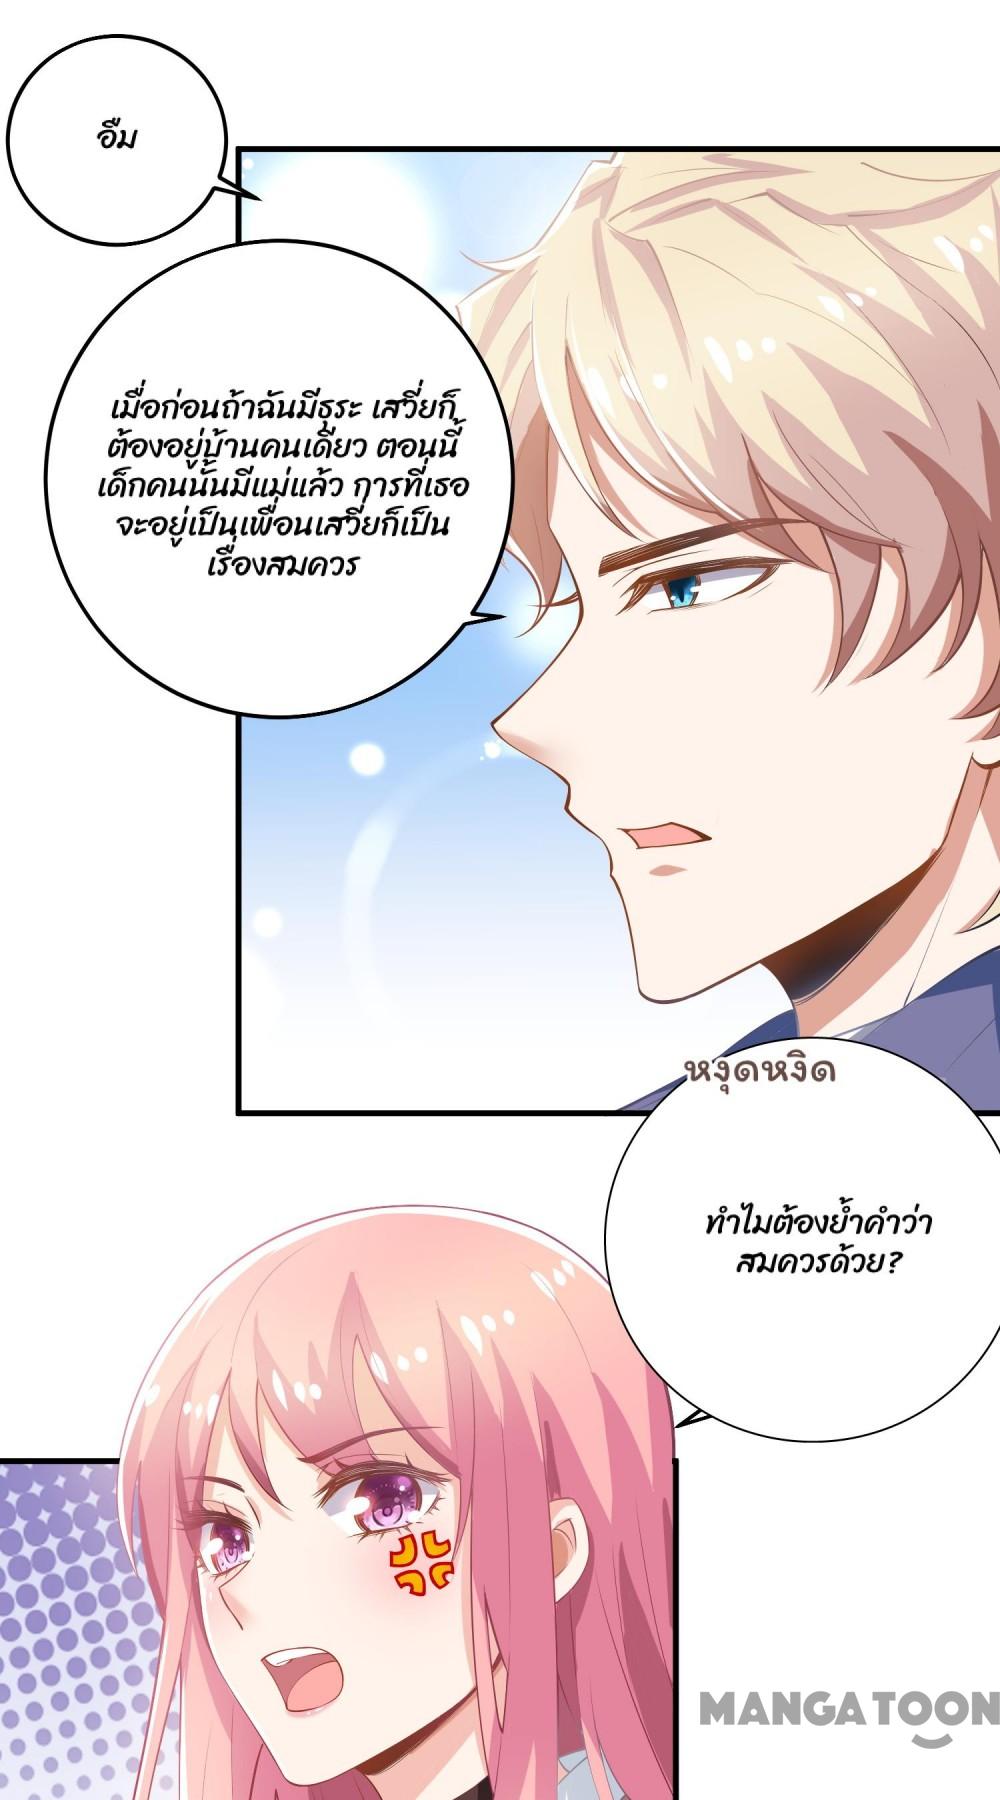 อืม
เมื่อก่อนถ้าฉันมีธุระ เสวี่ยก็
ต้องอยู่บ้านคนเดียว ตอนนี้
เด็กคนนั้นมีแม่แล้ว การที่เธอ
จะอยู่เป็นเพื่อนเสวี่ยก็เป็น
เรื่องสมควร
หงุดหงิด
ทำไมต้องย้ำคำว่า
สมควรด้วย?
MANGATOON